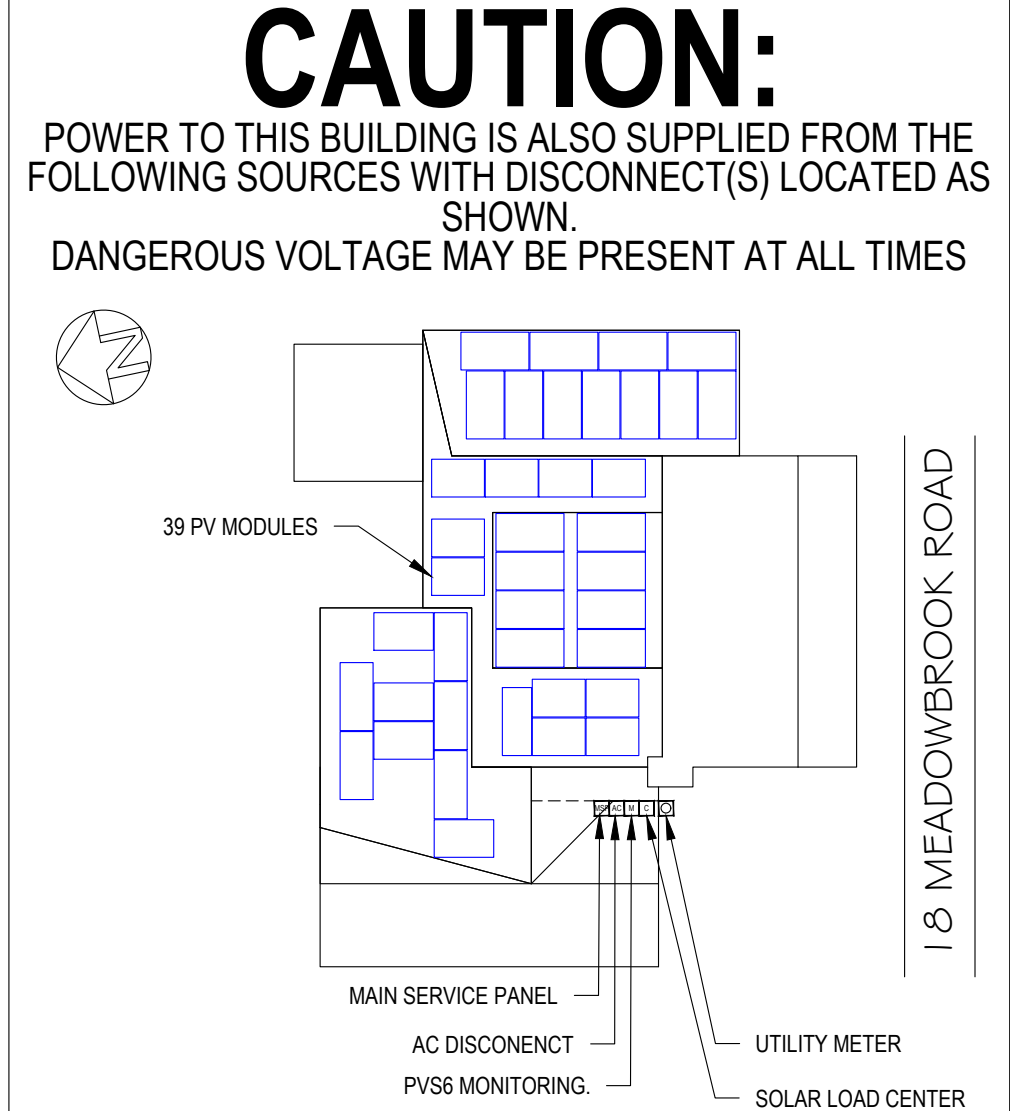 CAUTION:
POWER TO THIS BUILDING IS ALSO SUPPLIED FROM THE
FOLLOWING SOURCES WITH DISCONNECT(S) LOCATED AS
SHOWN.
DANGEROUS VOLTAGE MAY BE PRESENT AT ALL TIMES
N
39 PV MODULES
18 MEADOWBROOK ROAD
MSP AC M C
MAIN SERVICE PANEL
AC DISCONENCT
UTILITY METER
PVS6 MONITORING.
SOLAR LOAD CENTER